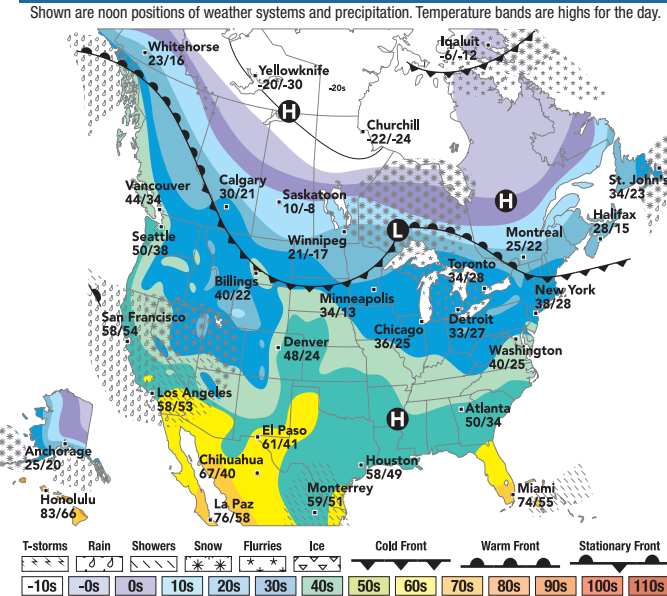 Shown are noon positions of weather systems and precipitation. Temperature bands are highs for the day.
Whitehorse
23/16
Iqaluit
-6/-12
Yellowknife
-20/-30
-20s
H
Churchill
-22/-24
Vancouver
44/34
Calgary
30/21
Saskatoon
10/-8
H
St. John's
34/23
Halifax
28/15
Seattle
50/38
Winnipeg
21/-17
L
Montreal
25/22
Toronto
34/28
Billings
40/22
Minneapolis
34/13
New York
38/28
San Francisco
58/54
Chicago
36/25
Detroit
33/27
Denver
48/24
Washington
40/25
Los Angeles
58/53
H
Atlanta
50/34
El Paso
61/41
Anchorage
25/20
Chihuahua
67/40
Houston
58/49
Honolulu
83/66
Monterrey
59/51
Miami
74/55
La Paz
76/58
T-storms Rain Showers Snow Flurries Ice Cold Front Warm Front Stationary Front
-10s -0s 0s 10s 20s 30s 40s 50s 60s 70s 80s 90s 100s 110s